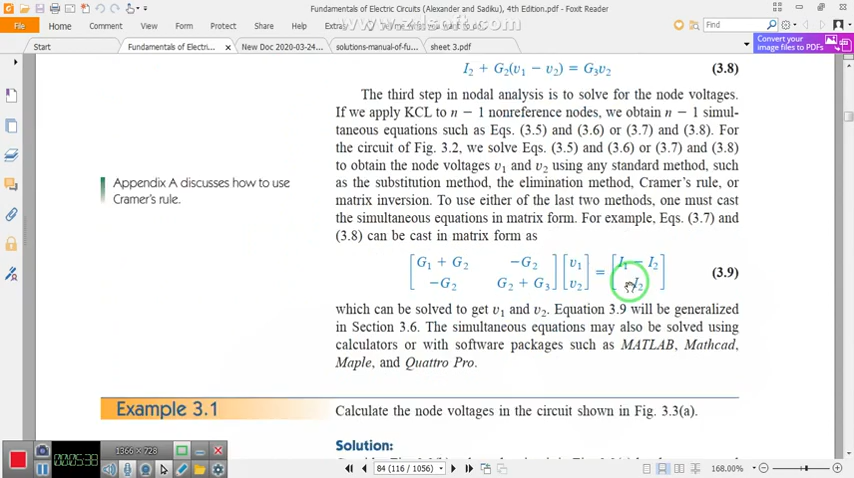 Fundamentals of Electric Circuits (Alexander and Sadiku), 4th Edition.pdf - Foxit Reader
File Home Comment View Form Protect Share Help Extras Tell me what you want to do... Find
Start Fundamentals of Electri... New Doc 2020-03-24... solutions-manual-of-fu... sheet 3.pdf
Convert your image files to PDFs
I₂ + G₂(v₁ − v₂) = G₃v₂ (3.8)
The third step in nodal analysis is to solve for the node voltages.
If we apply KCL to n − 1 nonreference nodes, we obtain n − 1 simul-
taneous equations such as Eqs. (3.5) and (3.6) or (3.7) and (3.8). For
the circuit of Fig. 3.2, we solve Eqs. (3.5) and (3.6) or (3.7) and (3.8)
to obtain the node voltages v₁ and v₂ using any standard method, such
as the substitution method, the elimination method, Cramer's rule, or
matrix inversion. To use either of the last two methods, one must cast
the simultaneous equations in matrix form. For example, Eqs. (3.7) and
(3.8) can be cast in matrix form as
Appendix A discusses how to use
Cramer's rule.
[G₁ + G₂ −G₂] [v₁] = [I₁ − I₂]
[−G₂ G₂ + G₃] [v₂] [I₂] (3.9)
which can be solved to get v₁ and v₂. Equation 3.9 will be generalized
in Section 3.6. The simultaneous equations may also be solved using
calculators or with software packages such as MATLAB, Mathcad,
Maple, and Quattro Pro.
Example 3.1 Calculate the node voltages in the circuit shown in Fig. 3.3(a).
Solution:
1366 x 728
00:05:38
84 (116 / 1056)
168.00%